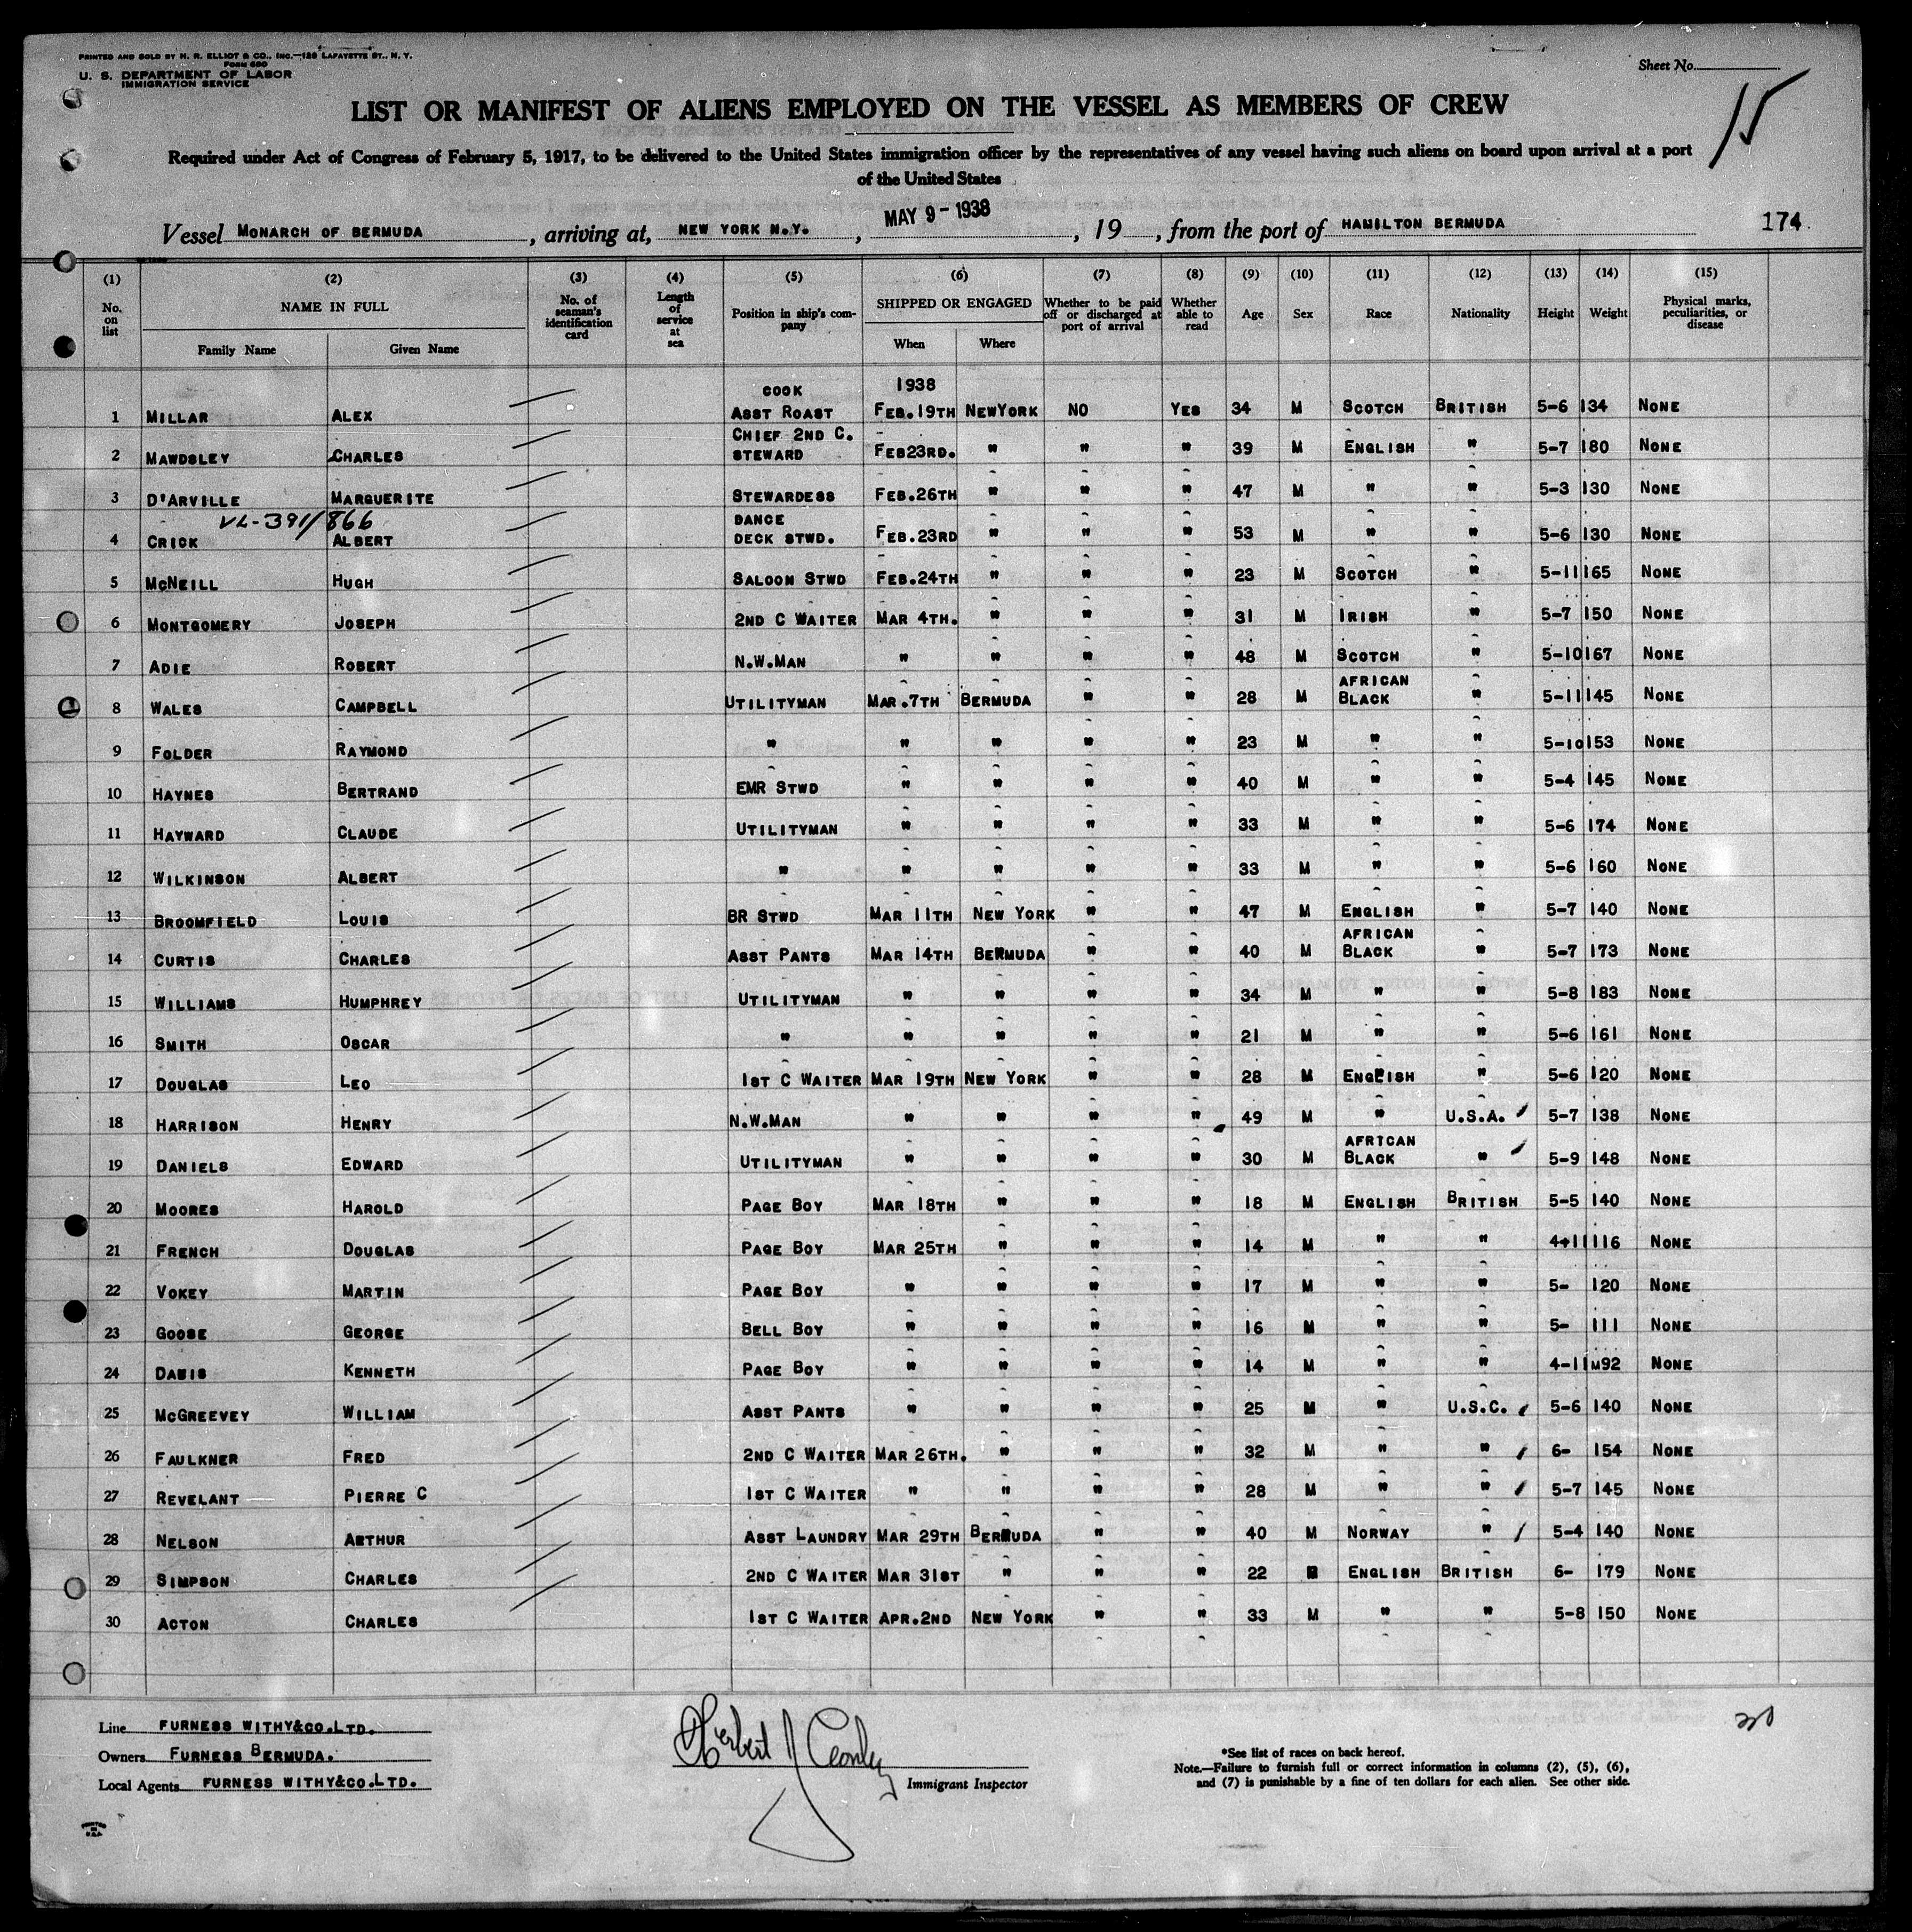 PRINTED AND SOLD BY H. R. ELLIOT & CO., INC.—129 LAFAYETTE ST., N. Y.
FORM 690
U. S. DEPARTMENT OF LABOR
IMMIGRATION SERVICE
Sheet No.
15
LIST OR MANIFEST OF ALIENS EMPLOYED ON THE VESSEL AS MEMBERS OF CREW
Required under Act of Congress of February 5, 1917, to be delivered to the United States immigration officer by the representatives of any vessel having such aliens on board upon arrival at a port
of the United States
Vessel MONARCH OF BERMUDA, arriving at, NEW YORK N.Y., MAY 9 - 1938, 19, from the port of HAMILTON BERMUDA 174
(1) (2) (3) (4) (5) (6) (7) (8) (9) (10) (11) (12) (13) (14) (15)
No. on list NAME IN FULL No. of seaman's identification card Length of service at sea Position in ship's company SHIPPED OR ENGAGED Whether to be paid off or discharged at port of arrival Whether able to read Age Sex Race Nationality Height Weight Physical marks, peculiarities, or disease
Family Name Given Name When Where
COOK 1938
1 MILLAR ALEX ASST ROAST FEB.19TH NEWYORK NO YES 34 M SCOTCH BRITISH 5-6 134 NONE
CHIEF 2ND C.
2 MAWDSLEY CHARLES STEWARD FEB23RD. " " " 39 M ENGLISH " 5-7 180 NONE
3 D'ARVILLE MARGUERITE STEWARDESS FEB.26TH " " " 47 M " " 5-3 130 NONE
VL-391/866 DANCE
4 CRICK ALBERT DECK STWD. FEB.23RD " " " 53 M " " 5-6 130 NONE
5 MCNEILL HUGH SALOON STWD FEB.24TH " " " 23 M SCOTCH " 5-11 165 NONE
6 MONTGOMERY JOSEPH 2ND C WAITER MAR 4TH. " " " 31 M IRISH " 5-7 150 NONE
7 ADIE ROBERT N.W.MAN " " " " 48 M SCOTCH " 5-10 167 NONE
AFRICAN
8 WALES CAMPBELL UTILITYMAN MAR.7TH BERMUDA " " 28 M BLACK " 5-11 145 NONE
9 FOLDER RAYMOND " " " " " 23 M " " 5-10 153 NONE
10 HAYNES BERTRAND EMR STWD " " " " 40 M " " 5-4 145 NONE
11 HAYWARD CLAUDE UTILITYMAN " " " " 33 M " " 5-6 174 NONE
12 WILKINSON ALBERT " " " " " 33 M " " 5-6 160 NONE
13 BROOMFIELD LOUIS BR STWD MAR 11TH NEW YORK " " 47 M ENGLISH " 5-7 140 NONE
AFRICAN
14 CURTIS CHARLES ASST PANTS MAR 14TH BERMUDA " " 40 M BLACK " 5-7 173 NONE
15 WILLIAMS HUMPHREY UTILITYMAN " " " " 34 M " " 5-8 183 NONE
16 SMITH OSCAR " " " " " 21 M " " 5-6 161 NONE
17 DOUGLAS LEO 1ST C WAITER MAR 19TH NEW YORK " " 28 M ENGLISH " 5-6 120 NONE
18 HARRISON HENRY N.W.MAN " " " " 49 M " U.S.A. 5-7 138 NONE
AFRICAN
19 DANIELS EDWARD UTILITYMAN " " " " 30 M BLACK " 5-9 148 NONE
20 MOORES HAROLD PAGE BOY MAR 18TH " " " 18 M ENGLISH BRITISH 5-5 140 NONE
21 FRENCH DOUGLAS PAGE BOY MAR 25TH " " " 14 M " " 4-11 116 NONE
22 VOKEY MARTIN PAGE BOY " " " " 17 M " " 5- 120 NONE
23 GOOSE GEORGE BELL BOY " " " " 16 M " " 5- 111 NONE
24 DAVIS KENNETH PAGE BOY " " " " 14 M " " 4-11 M92 NONE
25 MCGREEVEY WILLIAM ASST PANTS " " " " 25 M " U.S.C. 5-6 140 NONE
26 FAULKNER FRED 2ND C WAITER MAR 26TH. " " " 32 M " " 6- 154 NONE
27 REVELANT PIERRE C 1ST C WAITER " " " " 28 M " " 5-7 145 NONE
28 NELSON ARTHUR ASST LAUNDRY MAR 29TH BERMUDA " " 40 M NORWAY " 5-4 140 NONE
29 SIMPSON CHARLES 2ND C WAITER MAR 31ST " " " 22 M ENGLISH BRITISH 6- 179 NONE
30 ACTON CHARLES 1ST C WAITER APR.2ND NEW YORK " " 33 M " " 5-8 150 NONE
Line FURNESS WITHY&CO.LTD.
Owners FURNESS BERMUDA.
Local Agents FURNESS WITHY&CO.LTD.
Herbert J
Immigrant Inspector
*See list of races on back hereof.
Note.—Failure to furnish full or correct information in columns (2), (5), (6),
and (7) is punishable by a fine of ten dollars for each alien. See other side.
PRINTED IN U.S.A.